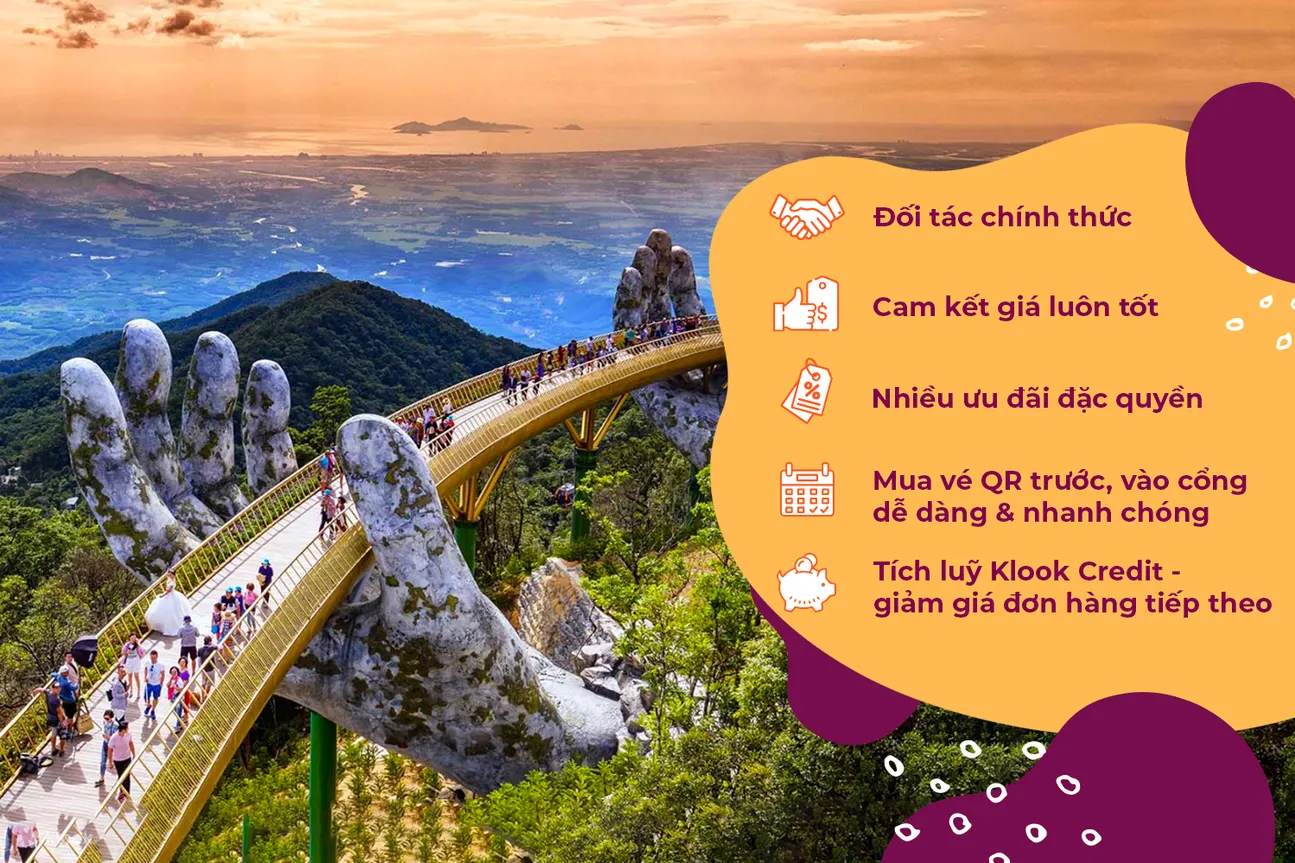 Đối tác chính thức
Cam kết giá luôn tốt
Nhiều ưu đãi đặc quyền
Mua vé QR trước, vào cổng
dễ dàng & nhanh chóng
Tích luỹ Klook Credit -
giảm giá đơn hàng tiếp theo